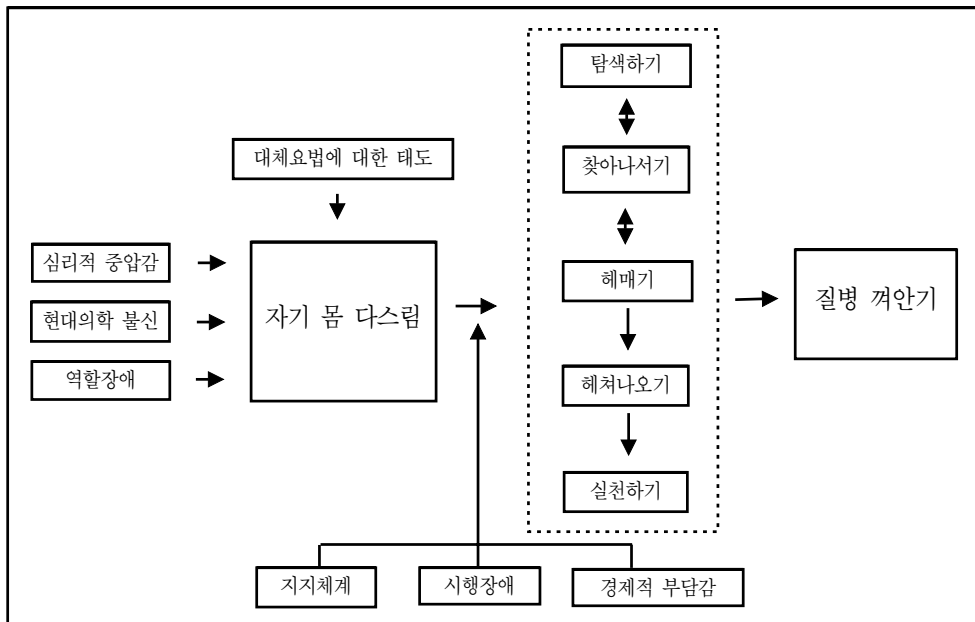 탐색하기
찾아나서기
헤매기
헤쳐나오기
실천하기
대체요법에 대한 태도
심리적 중압감
현대의학 불신
역할장애
자기 몸 다스림
질병 껴안기
지지체계
시행장애
경제적 부담감